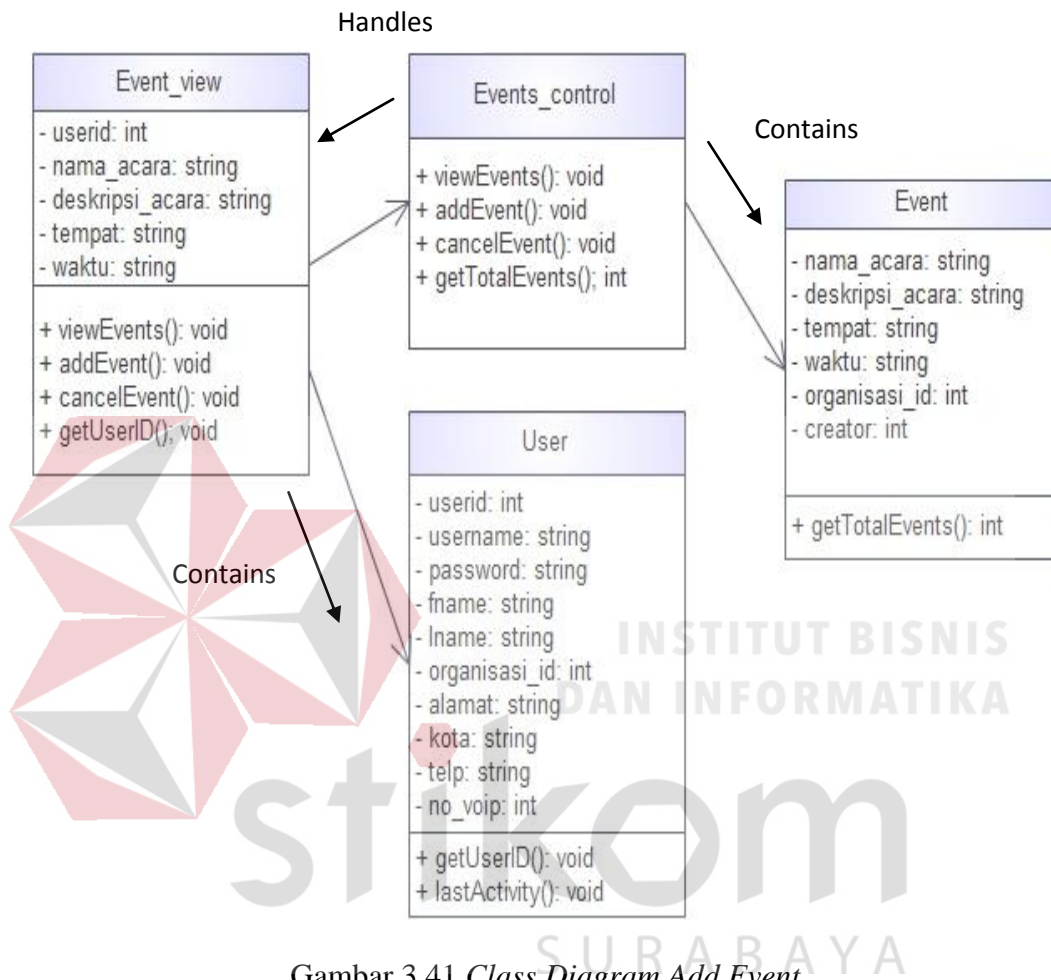 Handles
Event_view
- userid: int
- nama_acara: string
- deskripsi_acara: string
- tempat: string
- waktu: string
+ viewEvents(): void
+ addEvent(): void
+ cancelEvent(): void
+ getUserID(); void
Events_control
+ viewEvents(): void
+ addEvent(): void
+ cancelEvent(): void
+ getTotalEvents(); int
Contains
Event
- nama_acara: string
- deskripsi_acara: string
- tempat: string
- waktu: string
- organisasi_id: int
- creator: int
+ getTotalEvents(): int
Contains
User
- userid: int
- username: string
- password: string
- fname: string
- lname: string
- organisasi_id: int
- alamat: string
- kota: string
- telp: string
- no_voip: int
+ getUserID(): void
+ lastActivity(): void
INSTITUT BISNIS
DAN INFORMATIKA
stikom
SURABAYA
Gambar 3.41 Class Diagram Add Event